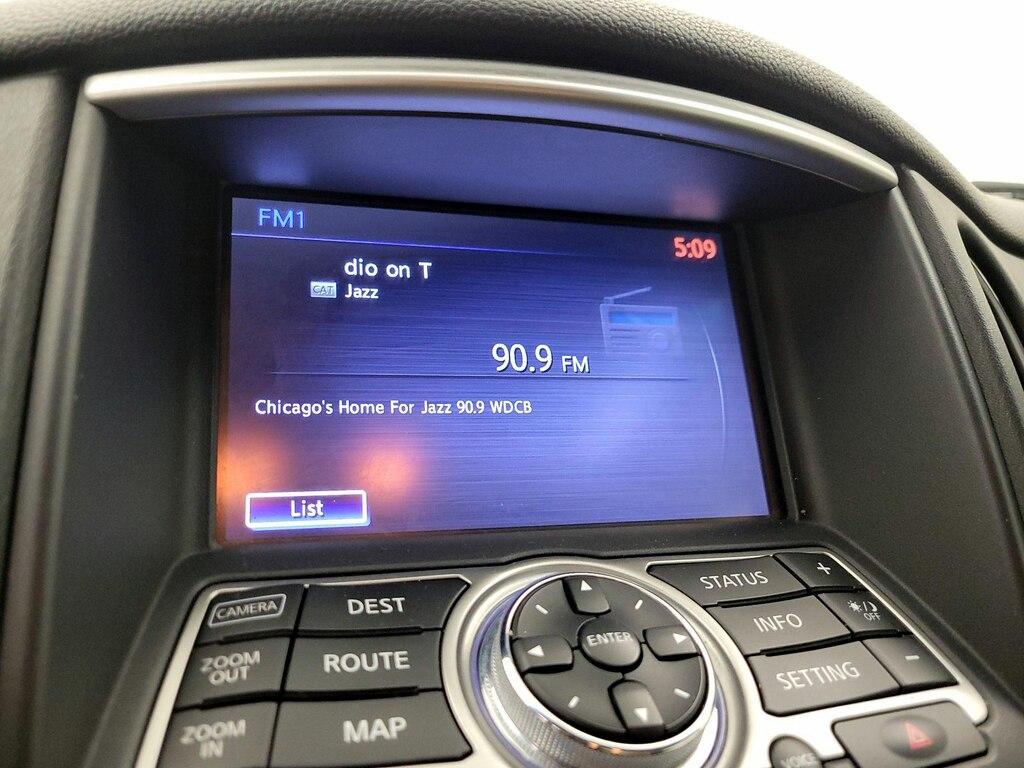 FM1
5:09
dio on T
CAT
Jazz
90.9 FM
Chicago's Home For Jazz 90.9 WDCB
List
CAMERA
DEST
STATUS
+
ZOOM OUT
ROUTE
ENTER
INFO
OFF
ZOOM IN
MAP
SETTING
-
VOICE